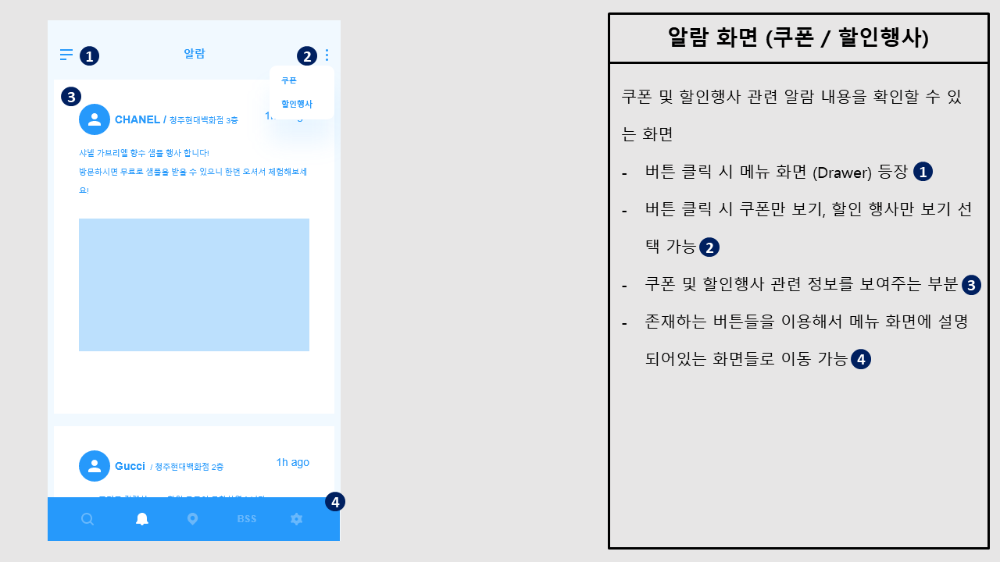 1
알람
2
쿠폰
할인행사
3
CHANEL / 청주현대백화점 3층
샤넬 가브리엘 향수 샘플 행사 합니다!
방문하시면 무료로 샘플을 받을 수 있으니 한번 오셔서 체험해보세
요!
Gucci / 청주현대백화점 2층
1h ago
4
BSS
알람 화면 (쿠폰 / 할인행사)
쿠폰 및 할인행사 관련 알람 내용을 확인할 수 있
는 화면
- 버튼 클릭 시 메뉴 화면 (Drawer) 등장 1
- 버튼 클릭 시 쿠폰만 보기, 할인 행사만 보기 선
택 가능 2
- 쿠폰 및 할인행사 관련 정보를 보여주는 부분 3
- 존재하는 버튼들을 이용해서 메뉴 화면에 설명
되어있는 화면들로 이동 가능 4